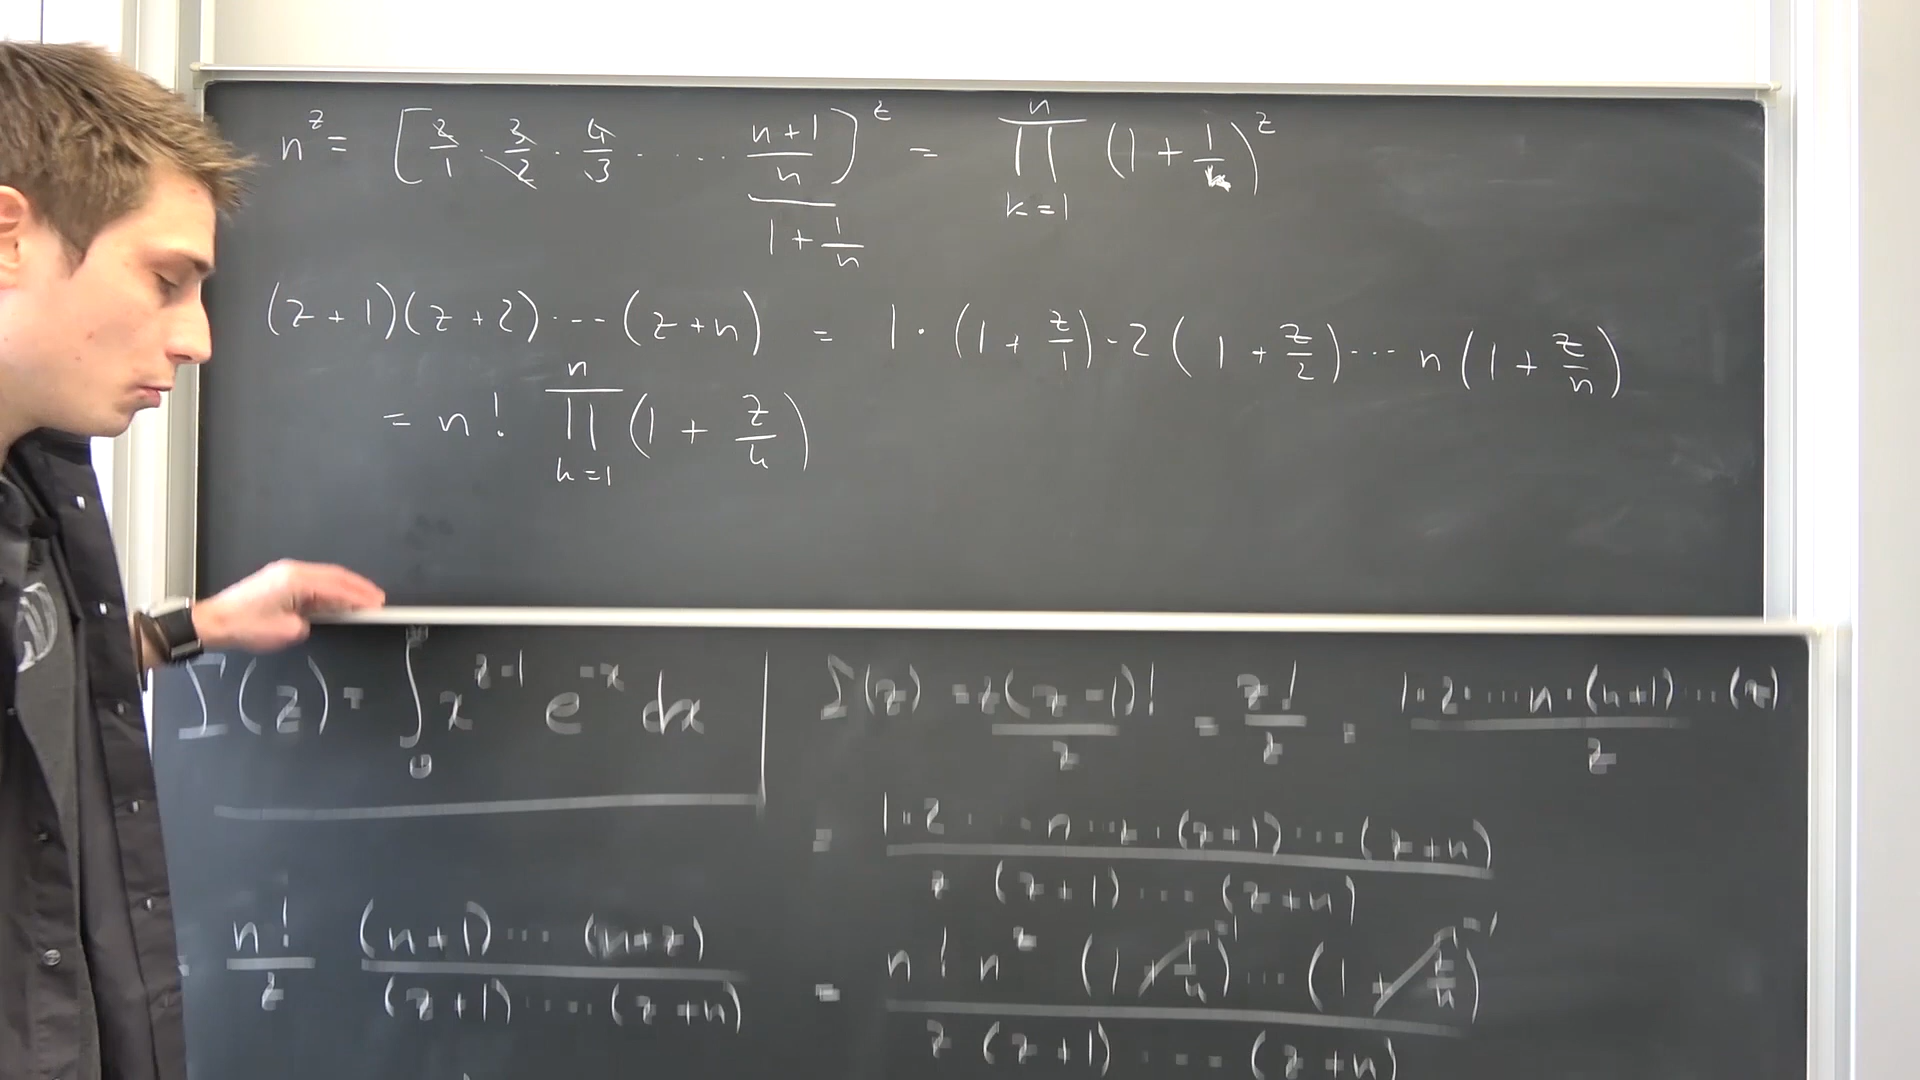 n^z = [2/1 · 3/2 · 4/3 · .... (n+1)/n]^z = ∏_{k=1}^{n} (1 + 1/k)^z
1 + 1/n
(z+1)(z+2)···(z+n) = 1·(1 + z/1)·2(1 + z/2)··· n(1 + z/n)
= n! ∏_{k=1}^{n} (1 + z/k)
Γ(z) = ∫_0^∞ x^{z-1} e^{-x} dx
Γ(z) = z(z-1)!/z = z!/z = 1·2·...n·(n+1)...(z)/z
= 1·2···n···z·(z+1)···(z+n) / z(z+1)····(z+n)
= n!/z (n+1)···(n+z) / (z+1)····(z+n)
= n! n^z (1 + 1/n)···(1 + z/n) / z(z+1)····(z+n)